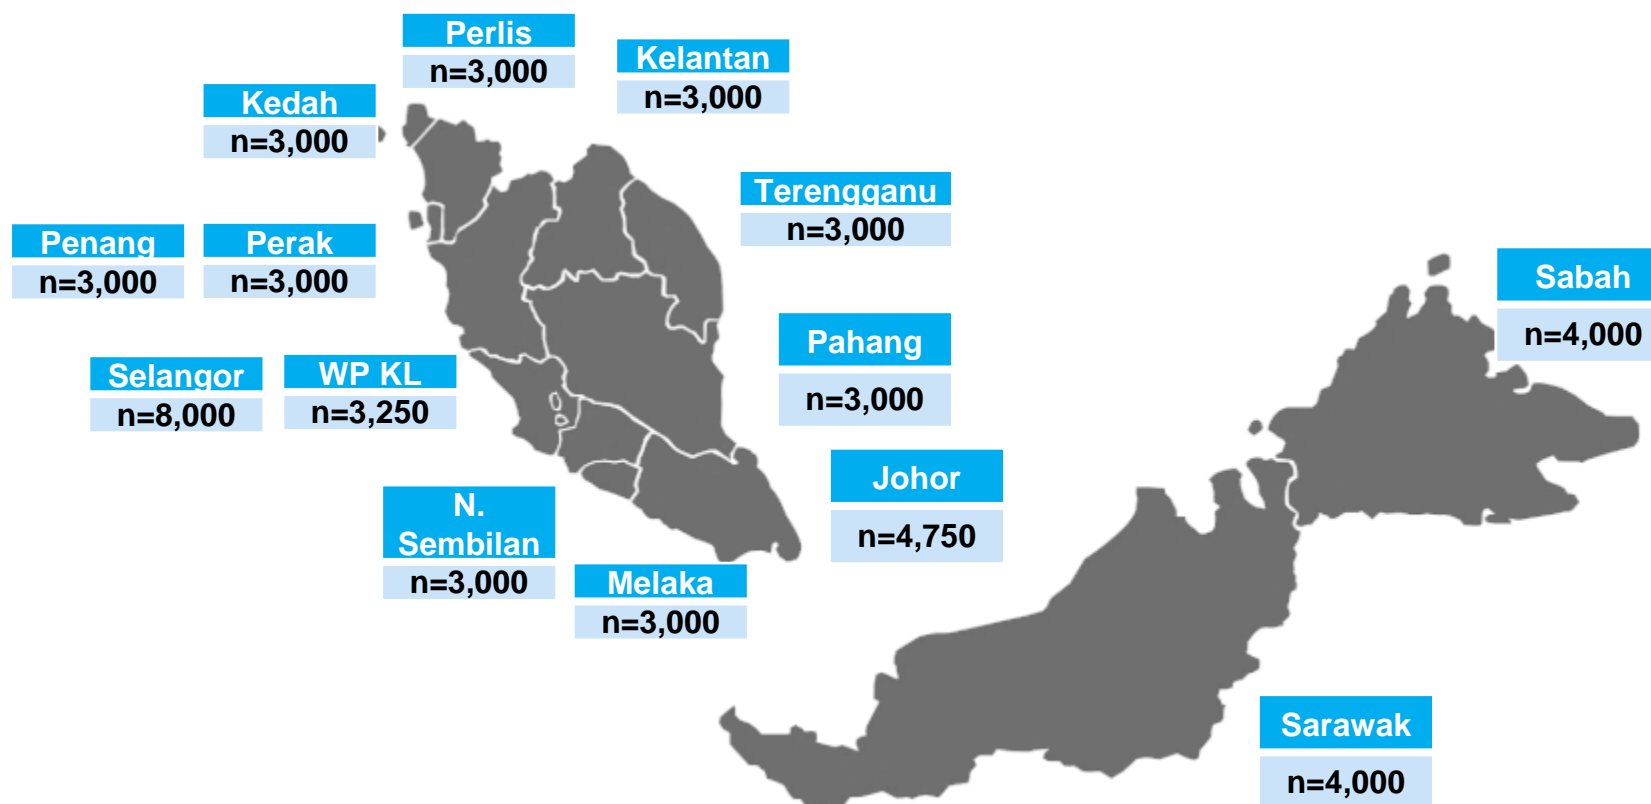 Perlis
n=3,000
Kelantan
n=3,000
Kedah
n=3,000
Terengganu
n=3,000
Penang
n=3,000
Perak
n=3,000
Sabah
n=4,000
Pahang
n=3,000
Selangor
n=8,000
WP KL
n=3,250
Johor
n=4,750
N.
Sembilan
n=3,000
Melaka
n=3,000
Sarawak
n=4,000